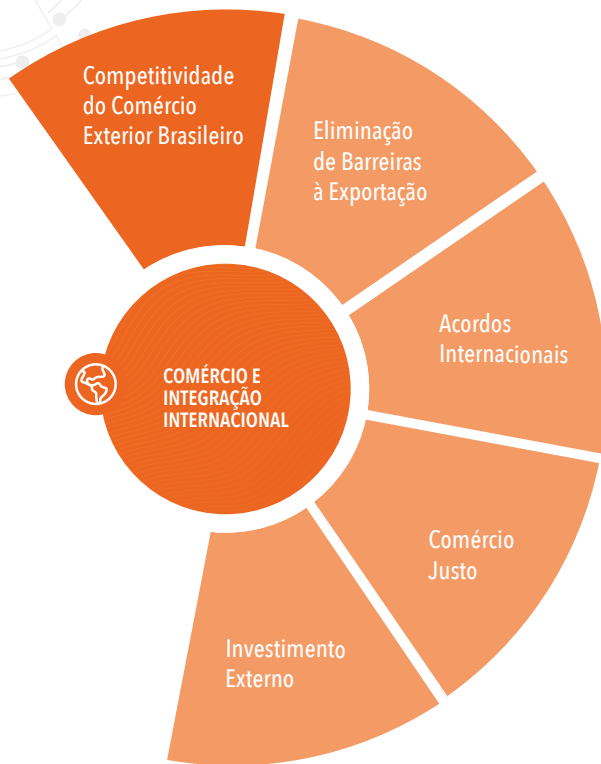 Competitividade
do Comércio
Exterior Brasileiro
Eliminação
de Barreiras
à Exportação
Acordos
Internacionais
COMÉRCIO E
INTEGRAÇÃO
INTERNACIONAL
Comércio
Justo
Investimento
Externo